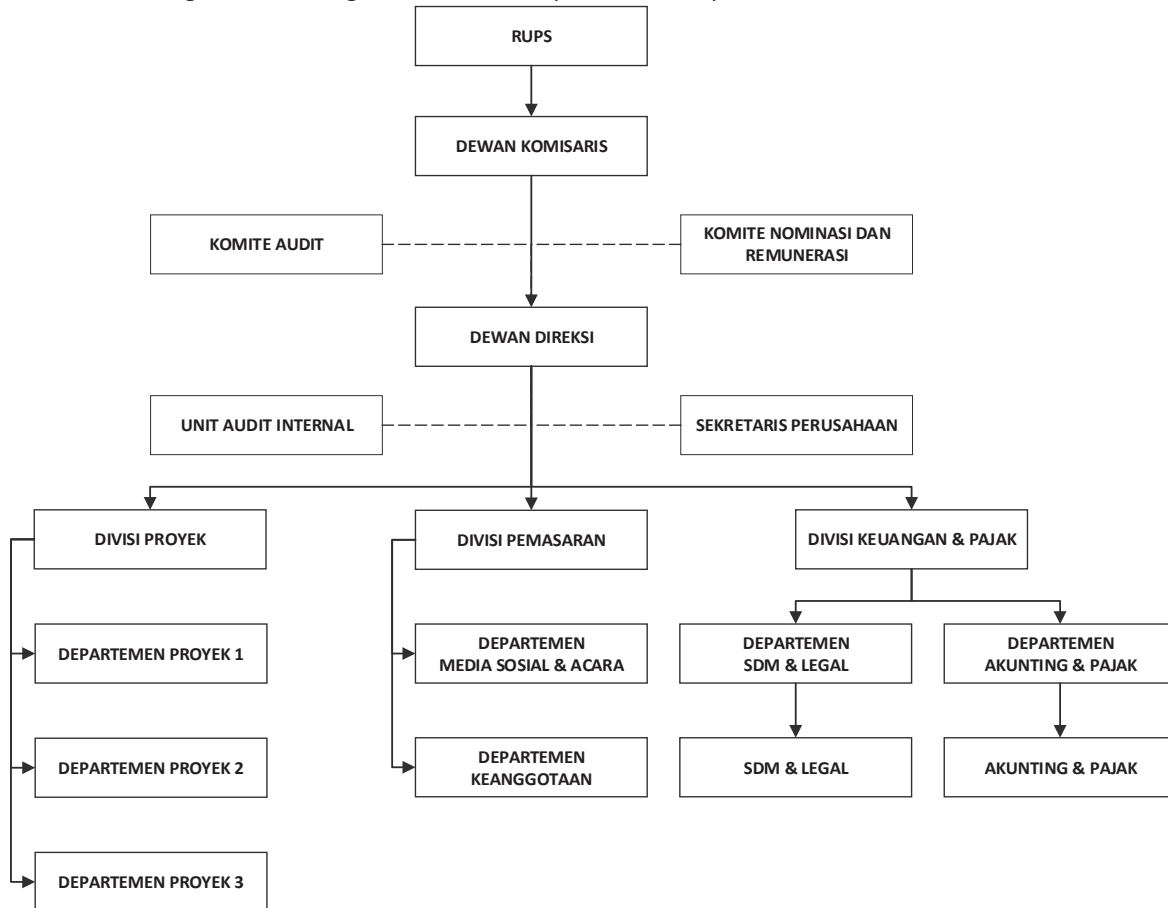 RUPS
DEWAN KOMISARIS
KOMITE AUDIT
KOMITE NOMINASI DAN
REMUNERASI
DEWAN DIREKSI
UNIT AUDIT INTERNAL
SEKRETARIS PERUSAHAAN
DIVISI PROYEK
DIVISI PEMASARAN
DIVISI KEUANGAN & PAJAK
DEPARTEMEN PROYEK 1
DEPARTEMEN
MEDIA SOSIAL & ACARA
DEPARTEMEN
SDM & LEGAL
DEPARTEMEN
AKUNTING & PAJAK
DEPARTEMEN PROYEK 2
DEPARTEMEN
KEANGGOTAAN
SDM & LEGAL
AKUNTING & PAJAK
DEPARTEMEN PROYEK 3